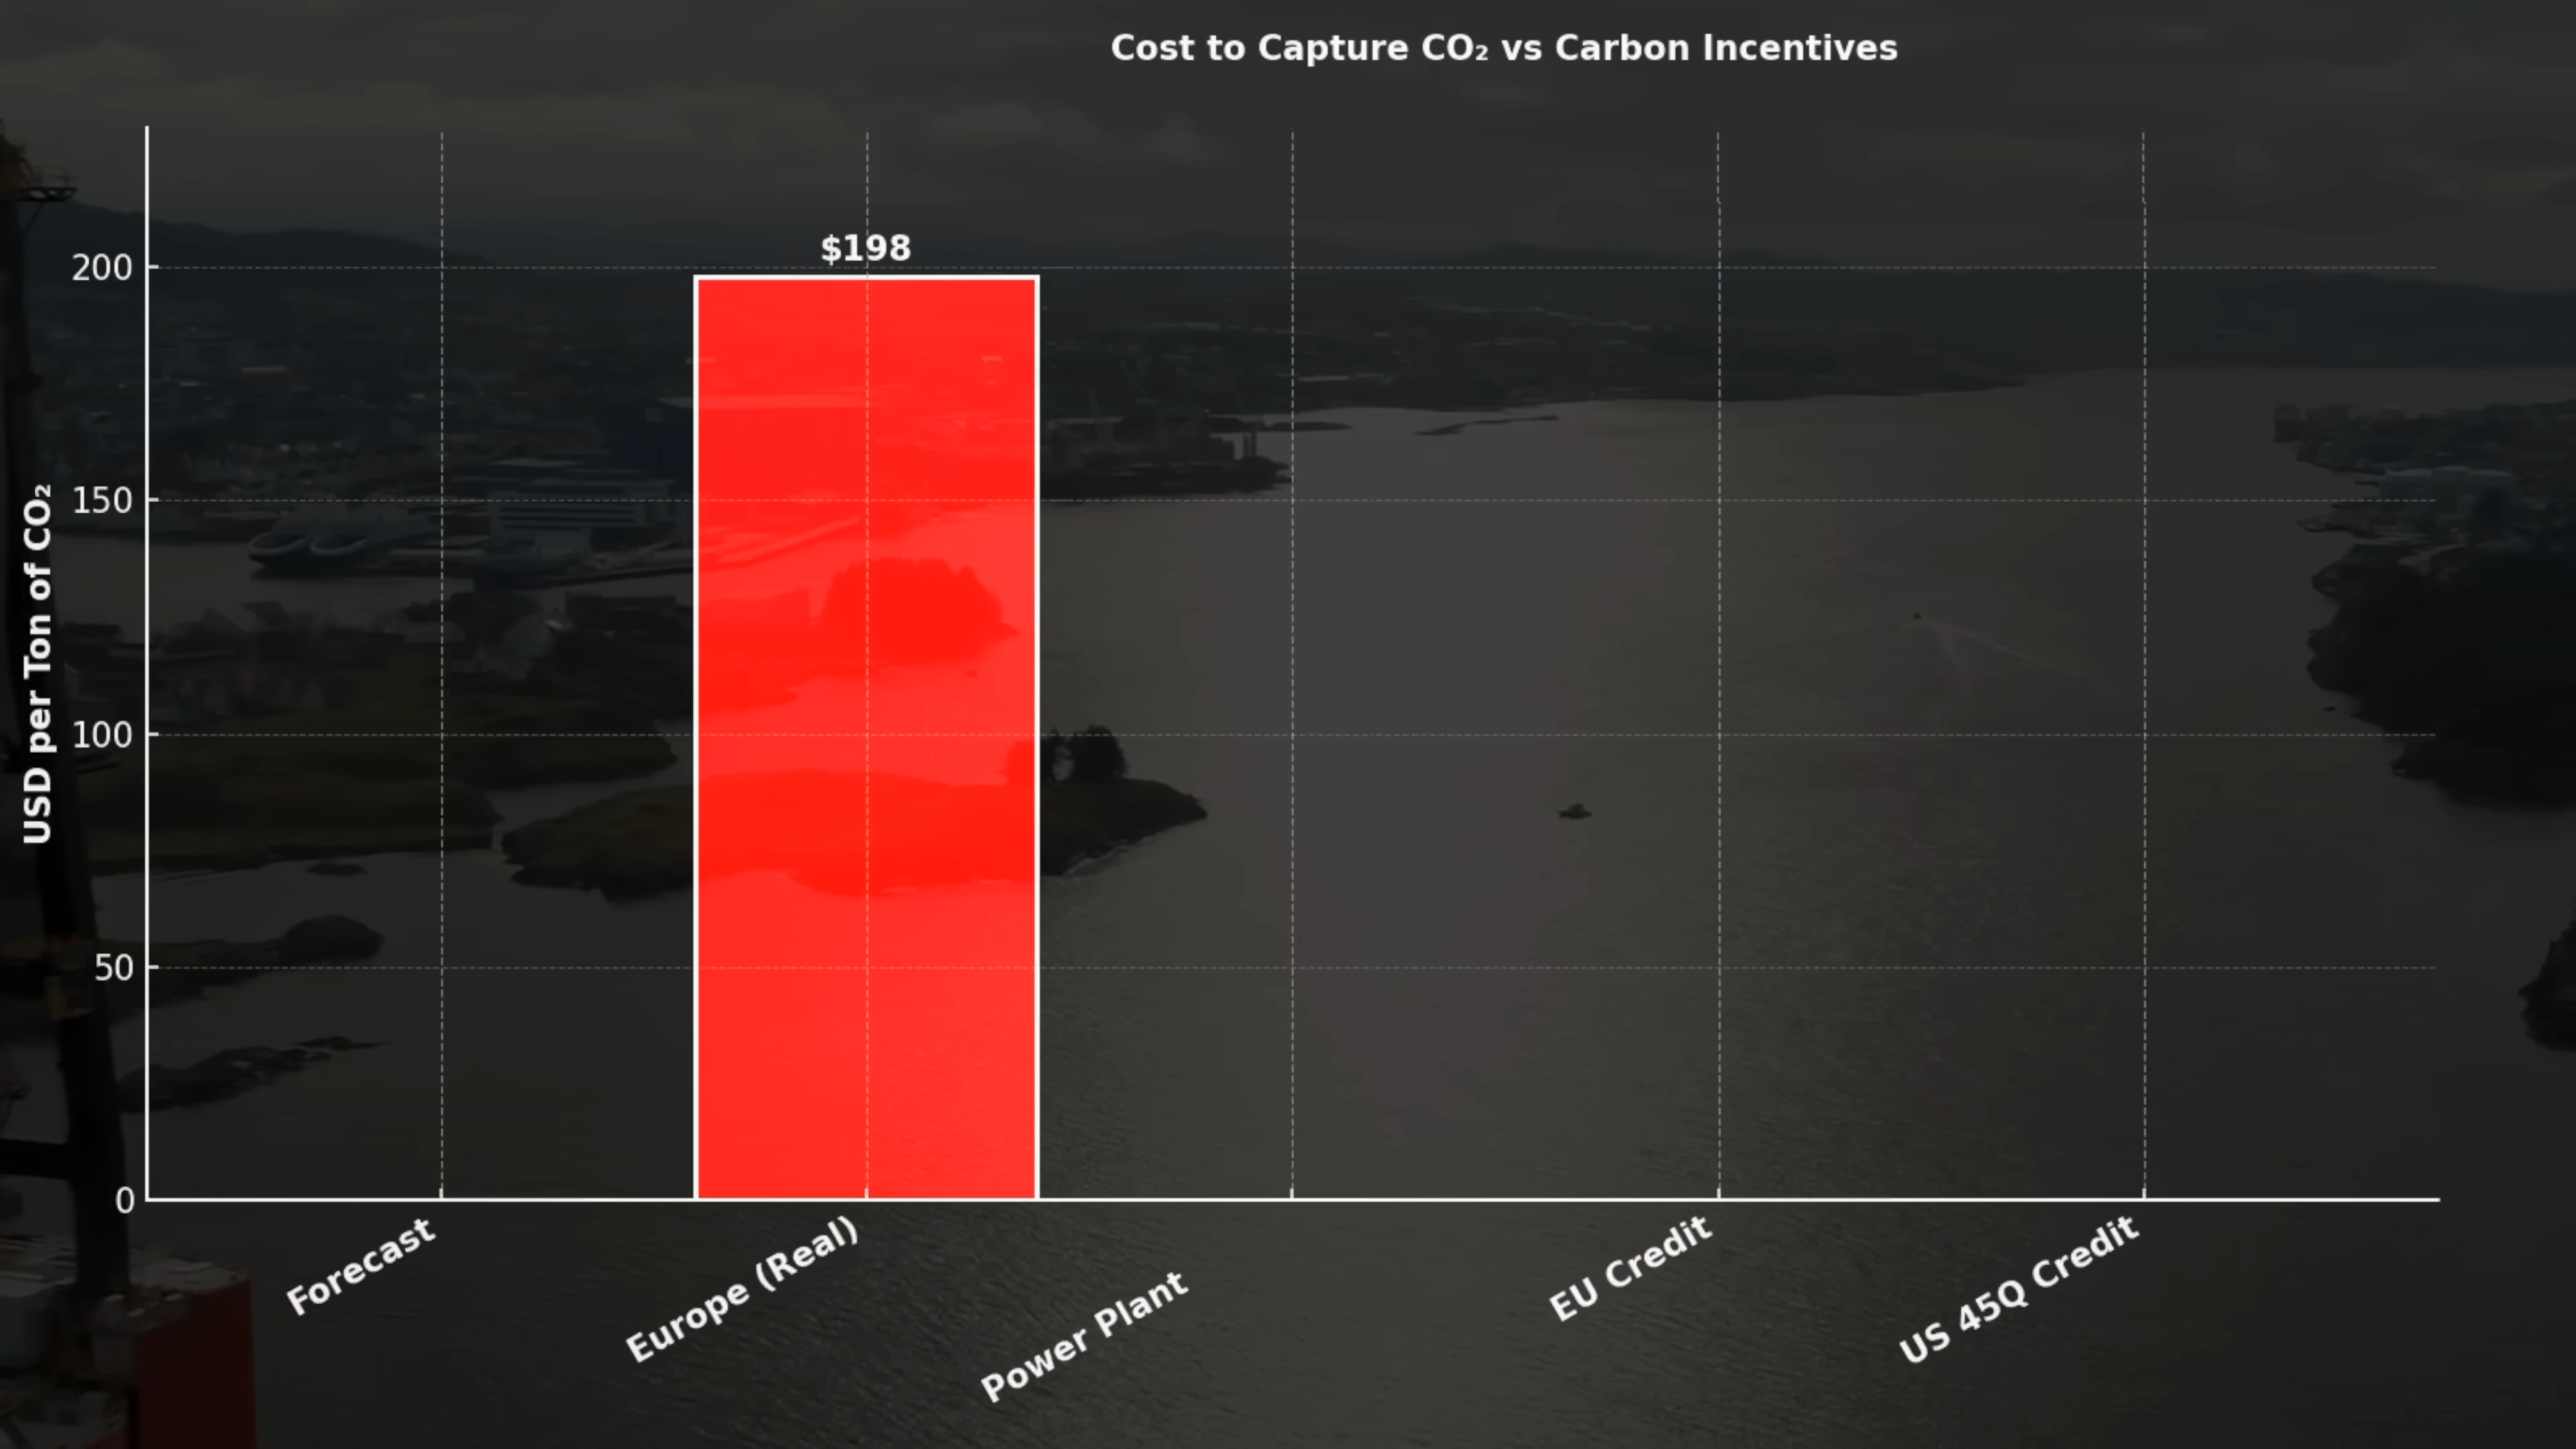 Cost to Capture CO₂ vs Carbon Incentives
USD per Ton of CO₂
200
150
100
50
0
$198
Forecast
Europe (Real)
Power Plant
EU Credit
US 45Q Credit